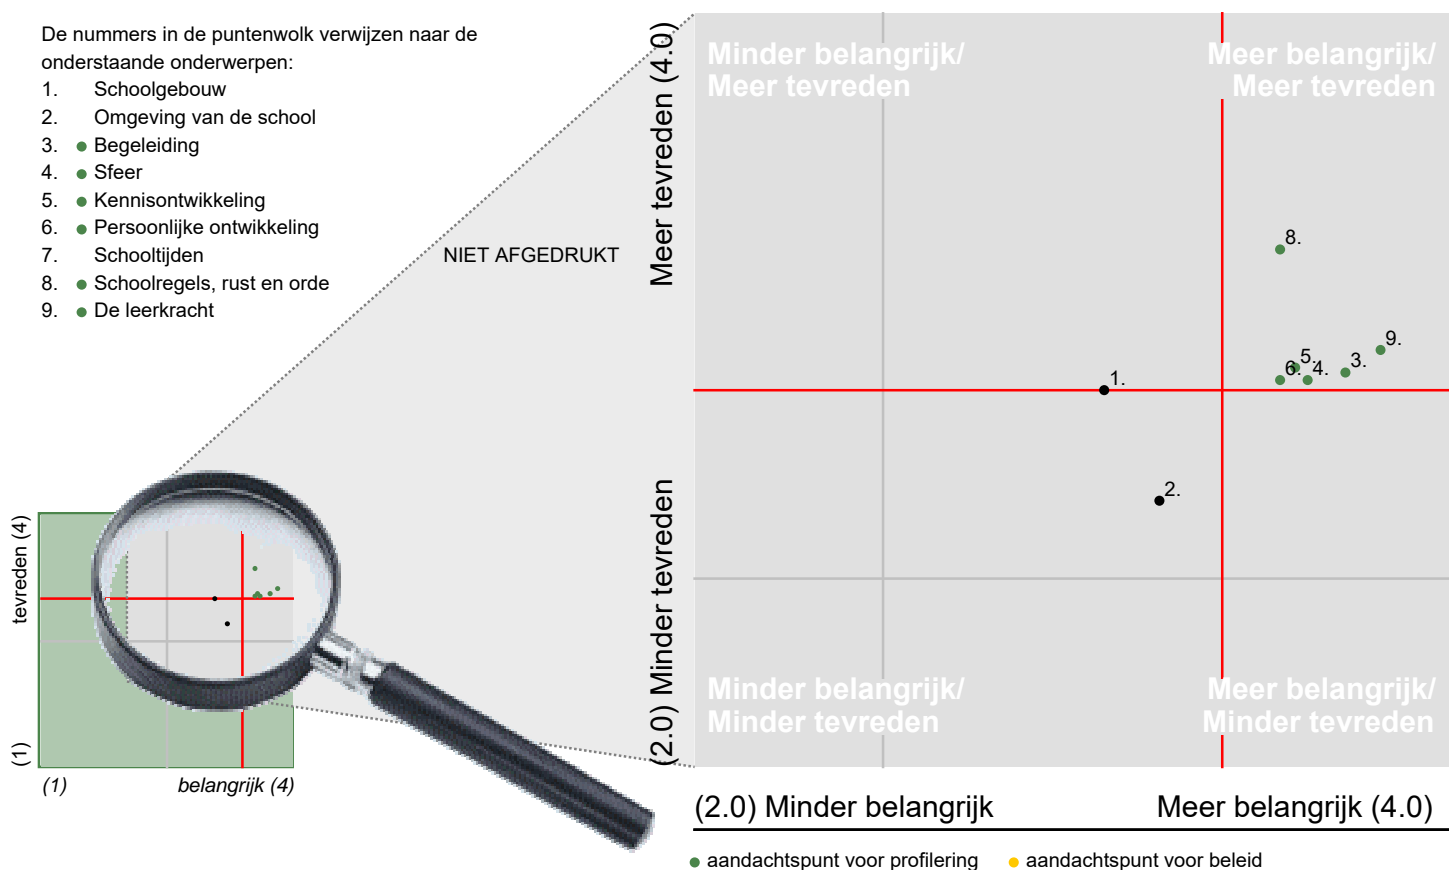 De nummers in de puntenwolk verwijzen naar de
onderstaande onderwerpen:
1. Schoolgebouw
2. Omgeving van de school
3. Begeleiding
4. Sfeer
5. Kennisontwikkeling
6. Persoonlijke ontwikkeling
7. Schooltijden
8. Schoolregels, rust en orde
9. De leerkracht
NIET AFGEDRUKT
tevreden (4)
(1)
(1)
belangrijk (4)
Meer tevreden (4.0)
(2.0) Minder tevreden
Minder belangrijk/
Meer tevreden
Meer belangrijk/
Meer tevreden
8.
9.
5.
3.
6.
4.
1.
2.
Minder belangrijk/
Minder tevreden
Meer belangrijk/
Minder tevreden
(2.0) Minder belangrijk
Meer belangrijk (4.0)
aandachtspunt voor profilering
aandachtspunt voor beleid